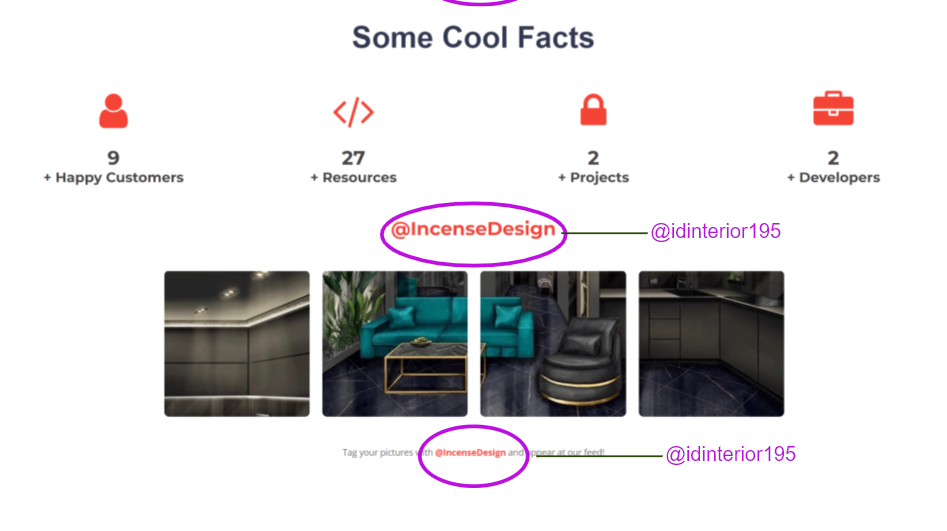 Some Cool Facts
9
+ Happy Customers
27
+ Resources
2
+ Projects
2
+ Developers
@IncenseDesign
@idinterior195
Tag your pictures with @IncenseDesign and appear at our feed!
@idinterior195